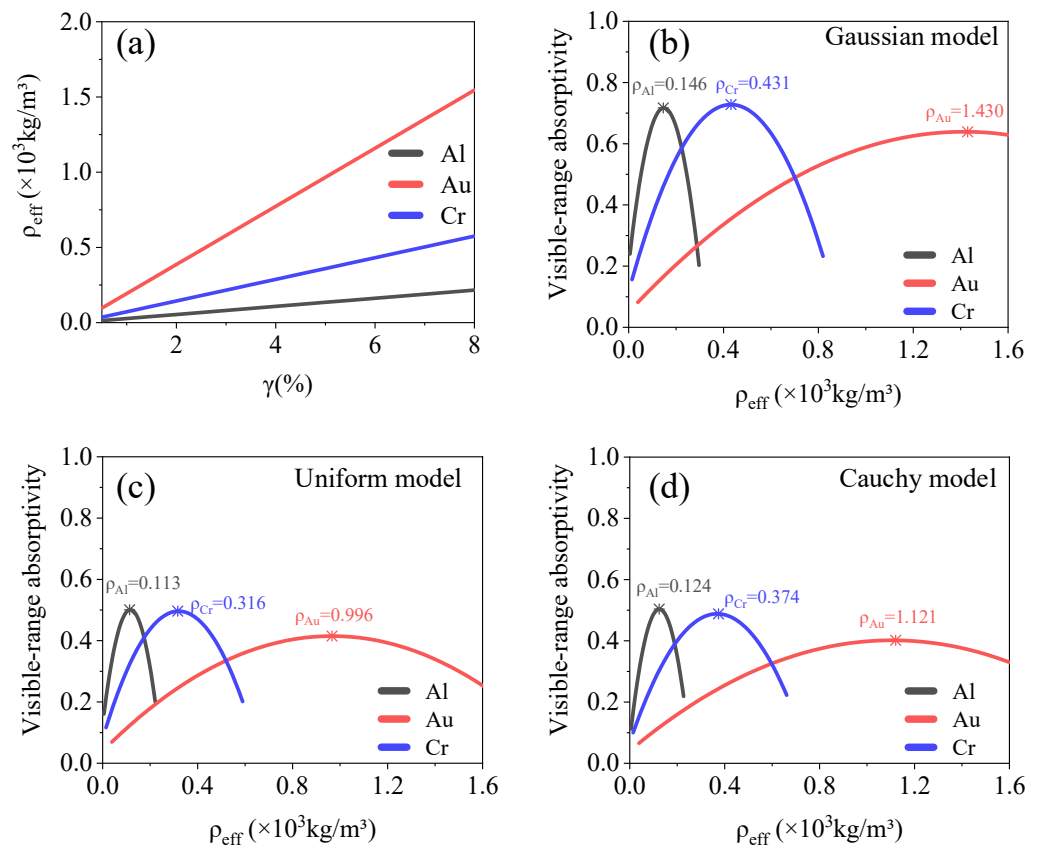 (a)
2.0
1.5
1.0
0.5
0.0
ρeff (×10³kg/m³)
Al
Au
Cr
2 4 6 8
γ(%)
(b)
Gaussian model
1.0
0.8
0.6
0.4
0.2
0.0
Visible-range absorptivity
ρAl=0.146
ρCr=0.431
ρAu=1.430
Al
Au
Cr
0.0 0.4 0.8 1.2 1.6
ρeff (×10³kg/m³)
(c)
Uniform model
1.0
0.8
0.6
0.4
0.2
0.0
Visible-range absorptivity
ρAl=0.113
ρCr=0.316
ρAu=0.996
Al
Au
Cr
0.0 0.4 0.8 1.2 1.6
ρeff (×10³kg/m³)
(d)
Cauchy model
1.0
0.8
0.6
0.4
0.2
0.0
Visible-range absorptivity
ρAl=0.124
ρCr=0.374
ρAu=1.121
Al
Au
Cr
0.0 0.4 0.8 1.2 1.6
ρeff (×10³kg/m³)